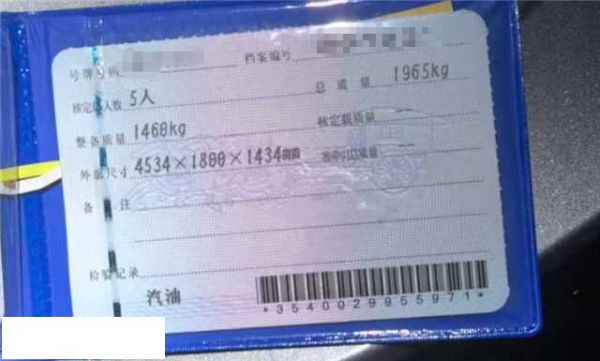 号牌号码 档案编号
核定载人数 5人 总质量 1965kg
整备质量 1460kg 核定载质量 --
外廓尺寸 4534×1800×1434mm 准牵引总质量 --
备注
检验记录
汽油
*3540029955971*